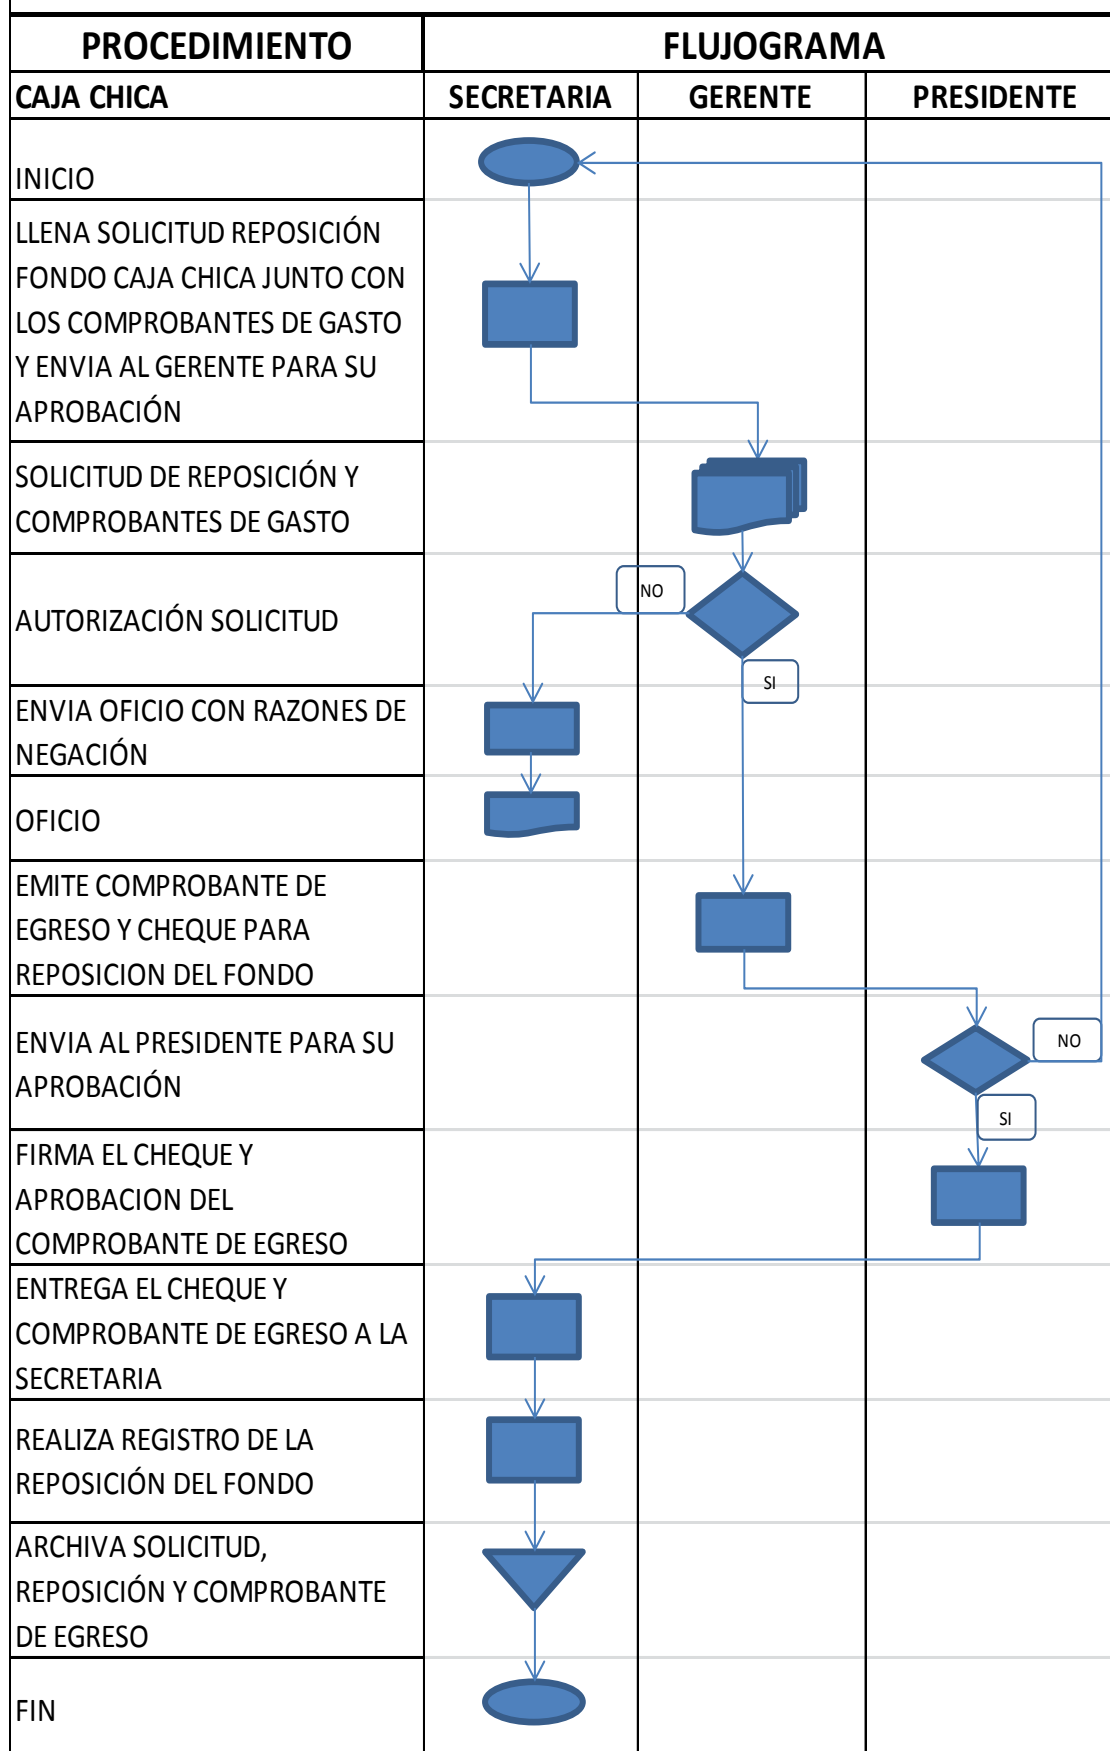 PROCEDIMIENTO
FLUJOGRAMA
CAJA CHICA
SECRETARIA
GERENTE
PRESIDENTE
INICIO
LLENA SOLICITUD REPOSICIÓN
FONDO CAJA CHICA JUNTO CON
LOS COMPROBANTES DE GASTO
Y ENVIA AL GERENTE PARA SU
APROBACIÓN
SOLICITUD DE REPOSICIÓN Y
COMPROBANTES DE GASTO
NO
AUTORIZACIÓN SOLICITUD
SI
ENVIA OFICIO CON RAZONES DE
NEGACIÓN
OFICIO
EMITE COMPROBANTE DE
EGRESO Y CHEQUE PARA
REPOSICION DEL FONDO
ENVIA AL PRESIDENTE PARA SU
APROBACIÓN
NO
SI
FIRMA EL CHEQUE Y
APROBACION DEL
COMPROBANTE DE EGRESO
ENTREGA EL CHEQUE Y
COMPROBANTE DE EGRESO A LA
SECRETARIA
REALIZA REGISTRO DE LA
REPOSICIÓN DEL FONDO
ARCHIVA SOLICITUD,
REPOSICIÓN Y COMPROBANTE
DE EGRESO
FIN